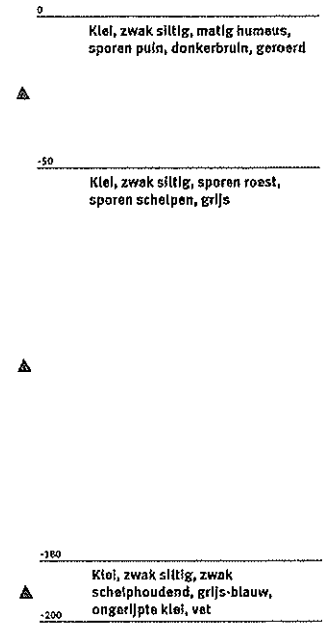 0
Klei, zwak siltig, matig humeus,
sporen puin, donkerbruin, geroerd
-50
Klei, zwak siltig, sporen roest,
sporen schelpen, grijs
-180
Klei, zwak siltig, zwak
schelphoudend, grijs-blauw,
ongerijpte klei, vet
-200